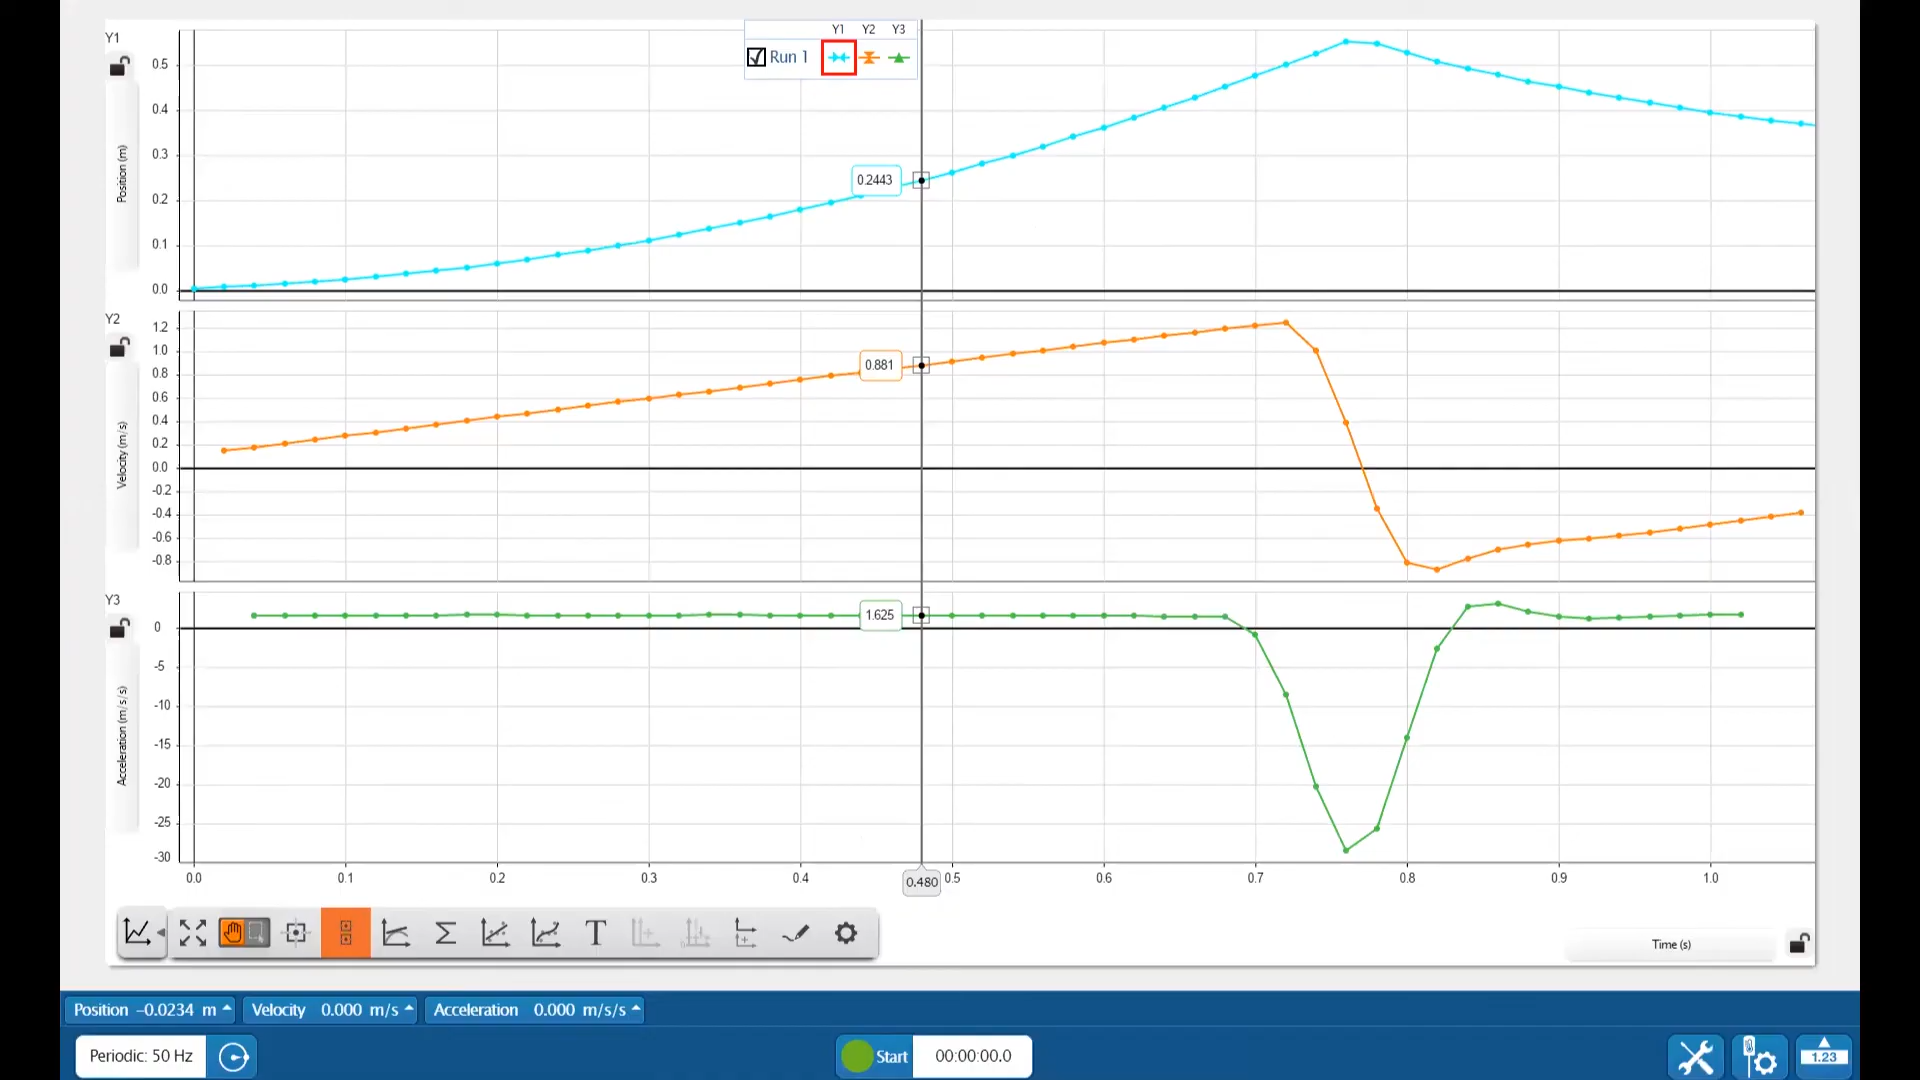 Y1 Y2 Y3
Run 1
Y1
Position (m)
0.5
0.4
0.3
0.2
0.1
0.0
0.2443
Y2
Velocity (m/s)
1.2
1.0
0.8
0.6
0.4
0.2
0.0
-0.2
-0.4
-0.6
-0.8
0.881
Y3
Acceleration (m/s/s)
0
-5
-10
-15
-20
-25
-30
1.625
0.0 0.1 0.2 0.3 0.4 0.480 0.5 0.6 0.7 0.8 0.9 1.0
Σ T
Time (s)
Position -0.0234 m Velocity 0.000 m/s Acceleration 0.000 m/s/s
Periodic: 50 Hz Start 00:00:00.0 1.23